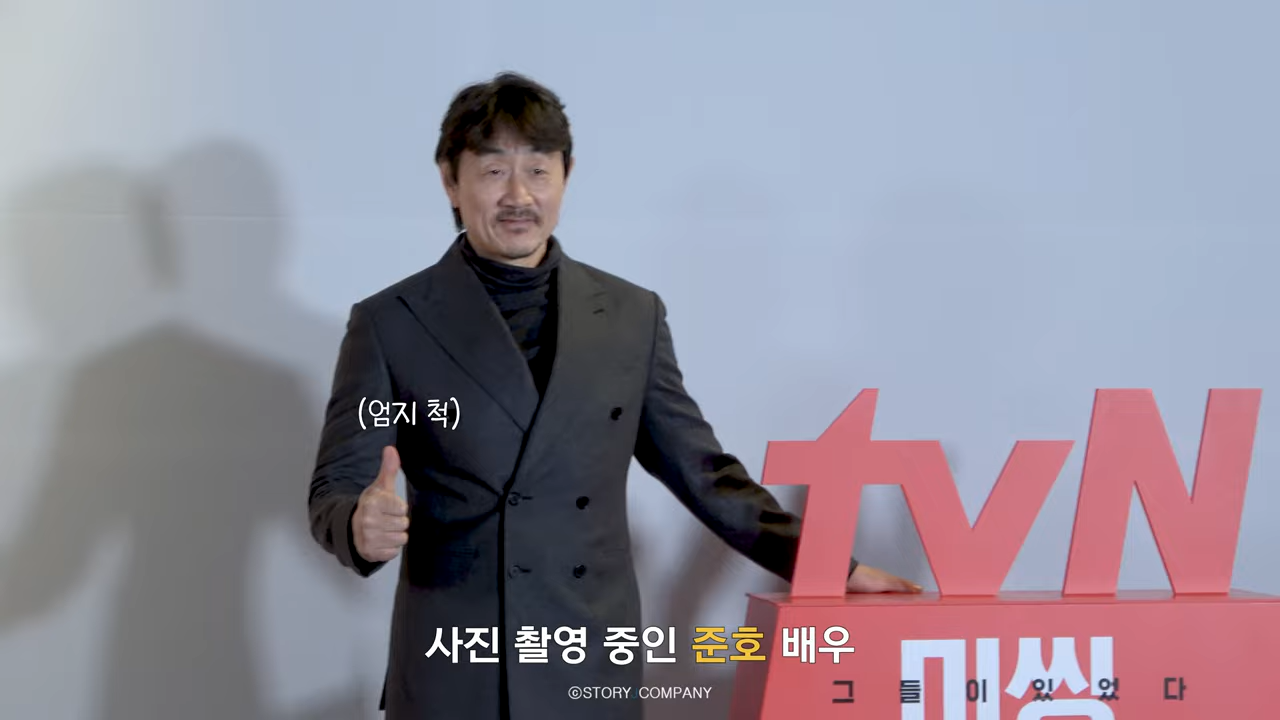 (엄지 척)
tvN
미씽
그들이 있었다
사진 촬영 중인 준호 배우
ⓒSTORY J COMPANY